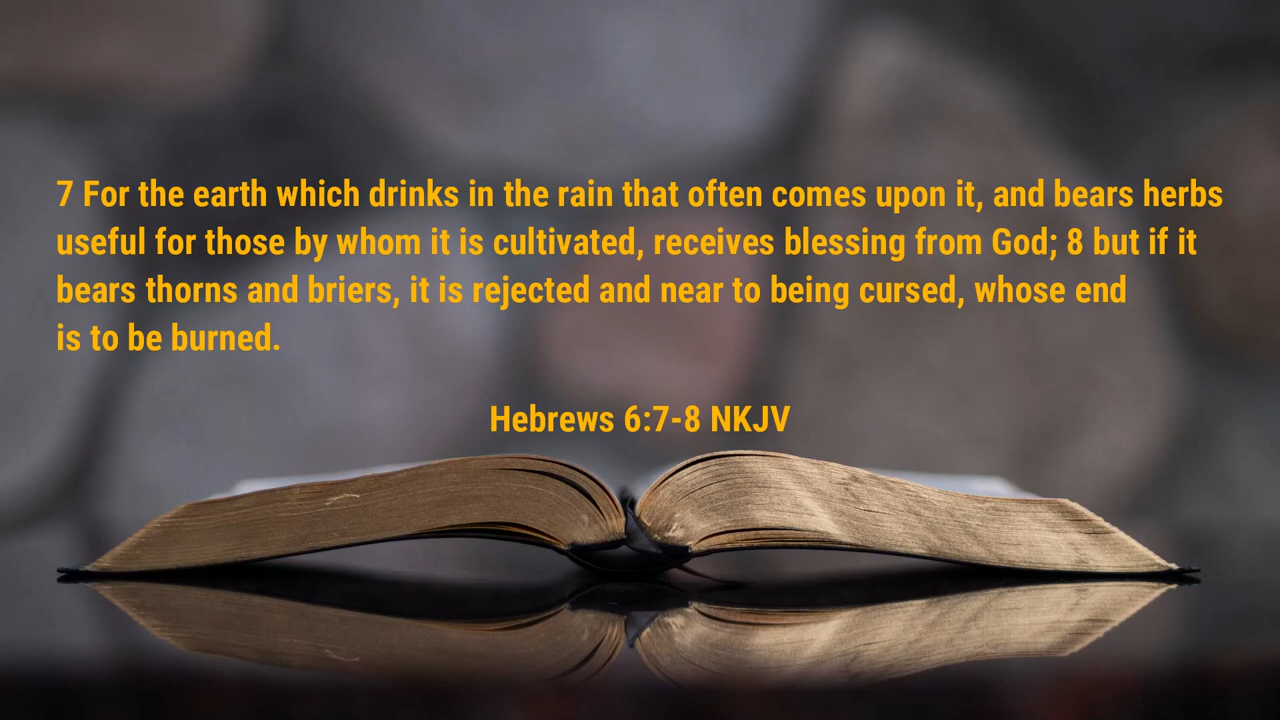 7 For the earth which drinks in the rain that often comes upon it, and bears herbs
useful for those by whom it is cultivated, receives blessing from God; 8 but if it
bears thorns and briers, it is rejected and near to being cursed, whose end
is to be burned.
Hebrews 6:7-8 NKJV